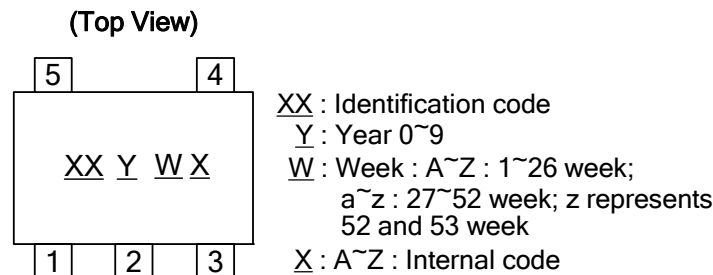 (Top View)
5 4
XX Y W X
1 2 3
XX : Identification code
Y : Year 0~9
W : Week : A~Z : 1~26 week;
a~z : 27~52 week; z represents
52 and 53 week
X : A~Z : Internal code